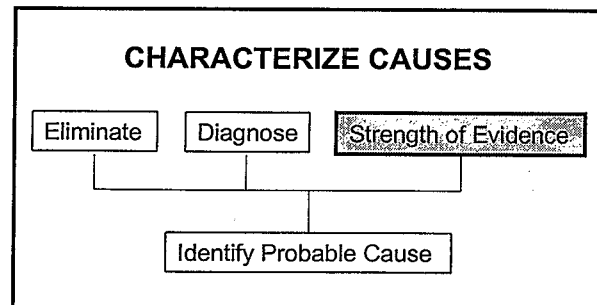 CHARACTERIZE CAUSES
Eliminate
Diagnose
Strength of Evidence
Identify Probable Cause